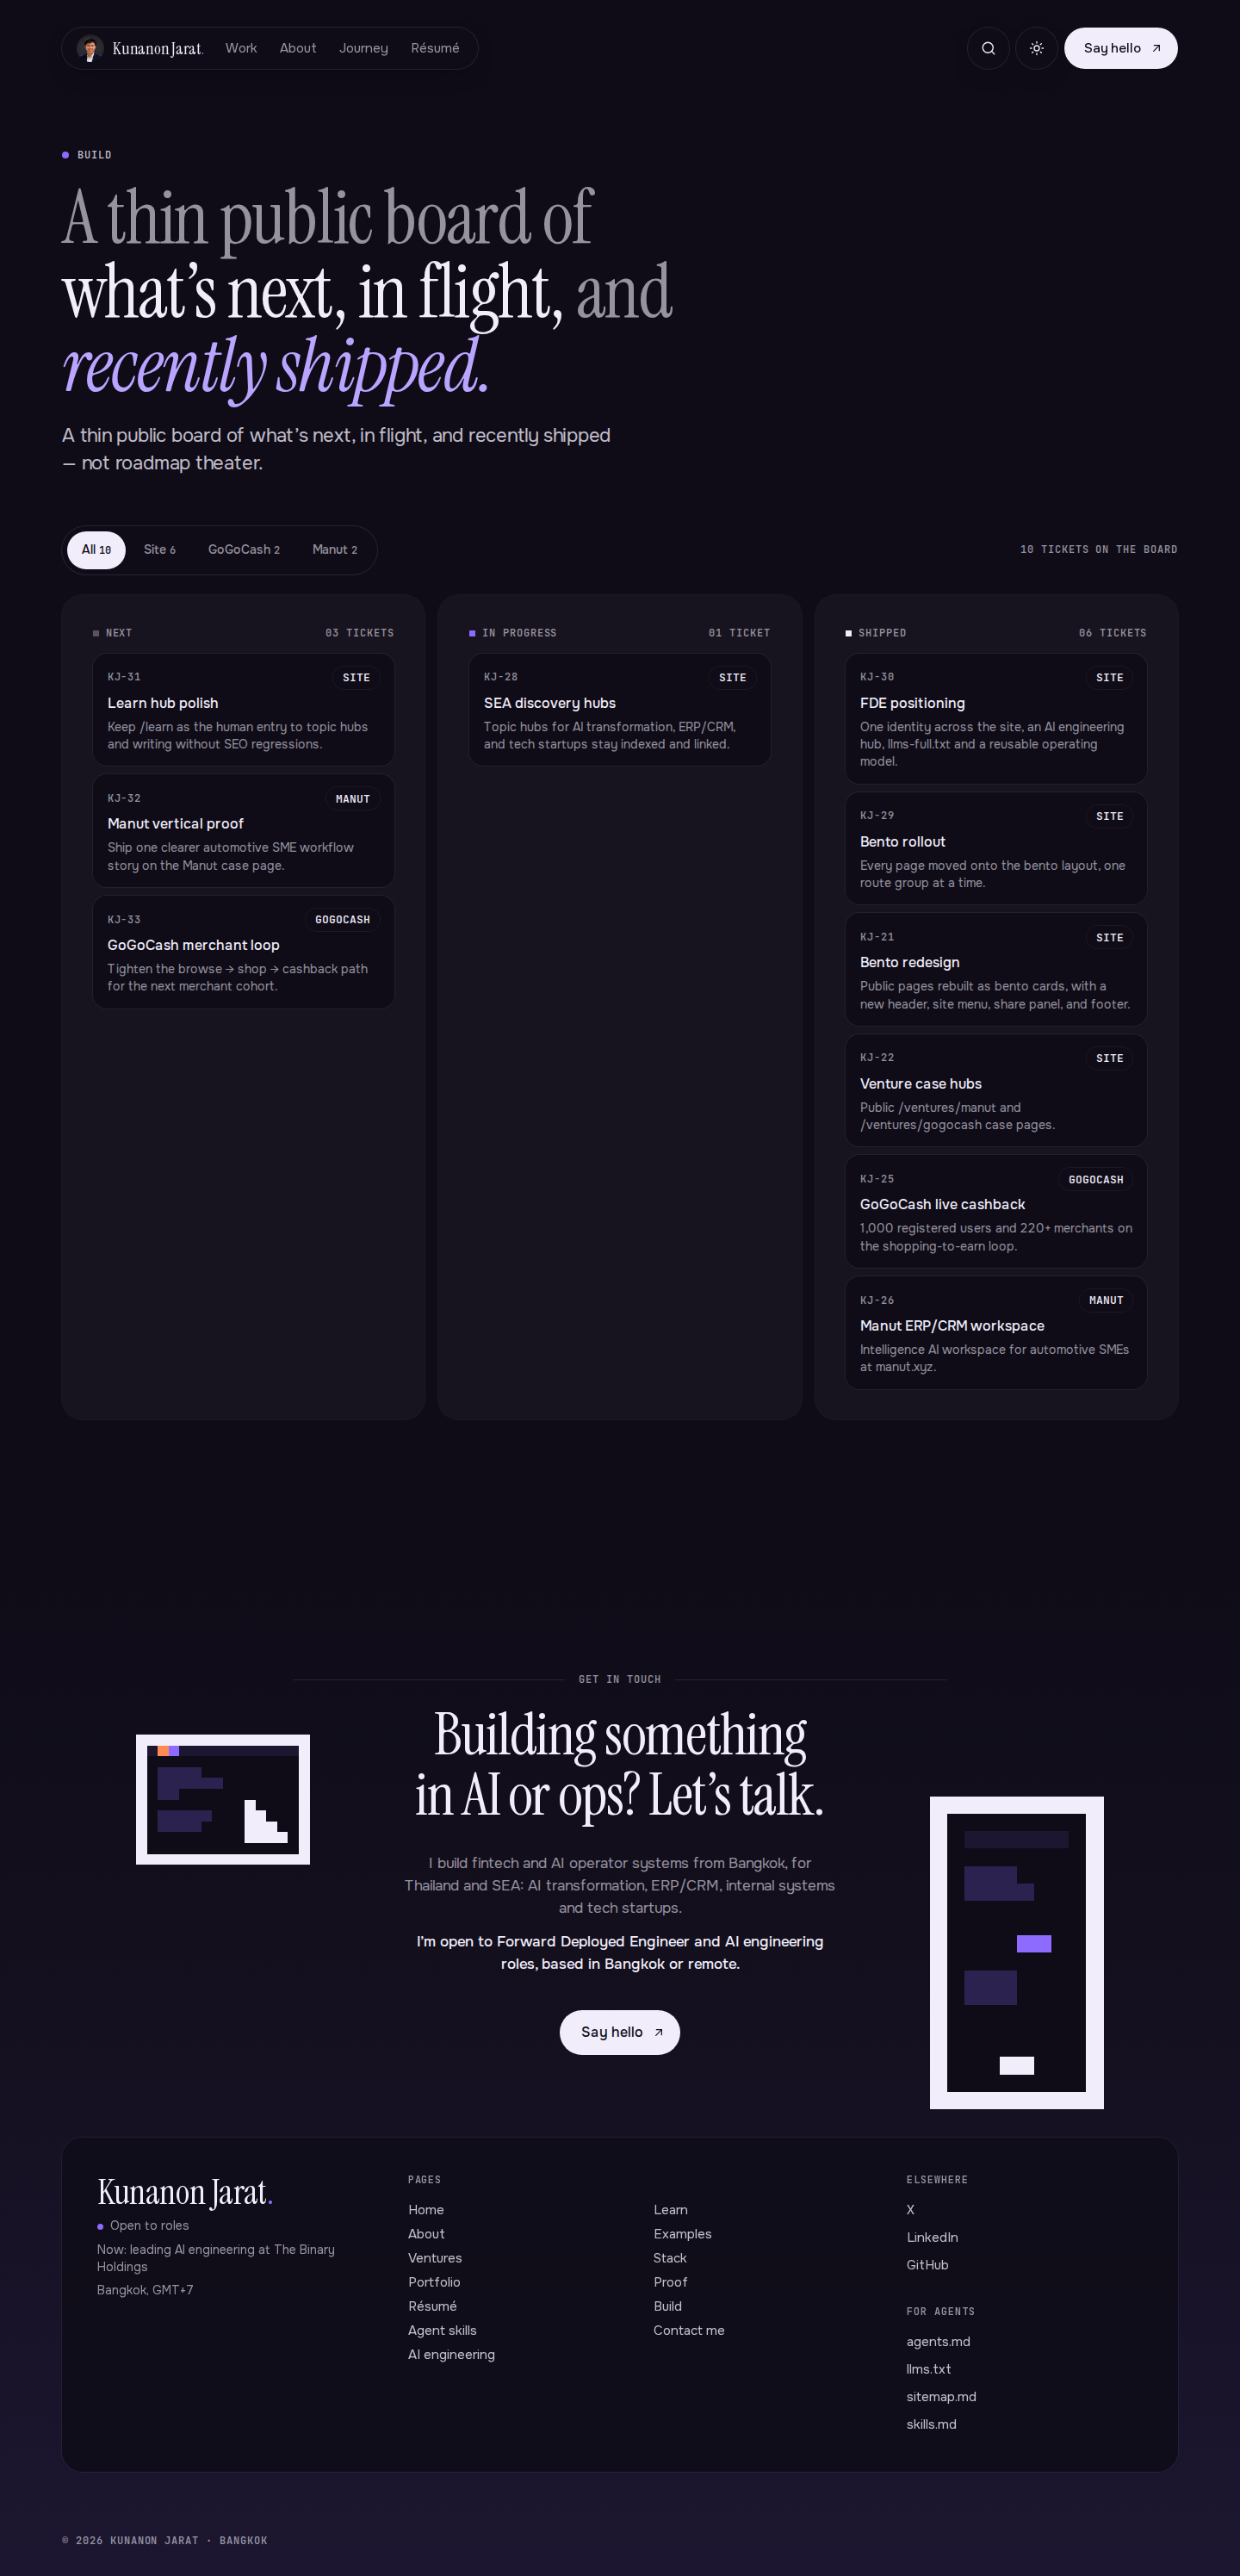 Kunanon Jarat.
Work
About
Journey
Résumé
Say hello
BUILD
A thin public board of
what’s next, in flight, and
recently shipped.
A thin public board of what’s next, in flight, and recently shipped
— not roadmap theater.
All 10
Site 6
GoGoCash 2
Manut 2
10 TICKETS ON THE BOARD
NEXT
03 TICKETS
KJ-31
SITE
Learn hub polish
Keep /learn as the human entry to topic hubs
and writing without SEO regressions.
KJ-32
MANUT
Manut vertical proof
Ship one clearer automotive SME workflow
story on the Manut case page.
KJ-33
GOGOCASH
GoGoCash merchant loop
Tighten the browse → shop → cashback path
for the next merchant cohort.
IN PROGRESS
01 TICKET
KJ-28
SITE
SEA discovery hubs
Topic hubs for AI transformation, ERP/CRM,
and tech startups stay indexed and linked.
SHIPPED
06 TICKETS
KJ-30
SITE
FDE positioning
One identity across the site, an AI engineering
hub, llms-full.txt and a reusable operating
model.
KJ-29
SITE
Bento rollout
Every page moved onto the bento layout, one
route group at a time.
KJ-21
SITE
Bento redesign
Public pages rebuilt as bento cards, with a
new header, site menu, share panel, and footer.
KJ-22
SITE
Venture case hubs
Public /ventures/manut and
/ventures/gogocash case pages.
KJ-25
GOGOCASH
GoGoCash live cashback
1,000 registered users and 220+ merchants on
the shopping-to-earn loop.
KJ-26
MANUT
Manut ERP/CRM workspace
Intelligence AI workspace for automotive SMEs
at manut.xyz.
GET IN TOUCH
Building something
in AI or ops? Let’s talk.
I build fintech and AI operator systems from Bangkok, for
Thailand and SEA: AI transformation, ERP/CRM, internal systems
and tech startups.
I’m open to Forward Deployed Engineer and AI engineering
roles, based in Bangkok or remote.
Say hello
Kunanon Jarat.
Open to roles
Now: leading AI engineering at The Binary
Holdings
Bangkok, GMT+7
PAGES
Home
About
Ventures
Portfolio
Résumé
Agent skills
AI engineering
Learn
Examples
Stack
Proof
Build
Contact me
ELSEWHERE
X
LinkedIn
GitHub
FOR AGENTS
agents.md
llms.txt
sitemap.md
skills.md
© 2026 KUNANON JARAT · BANGKOK